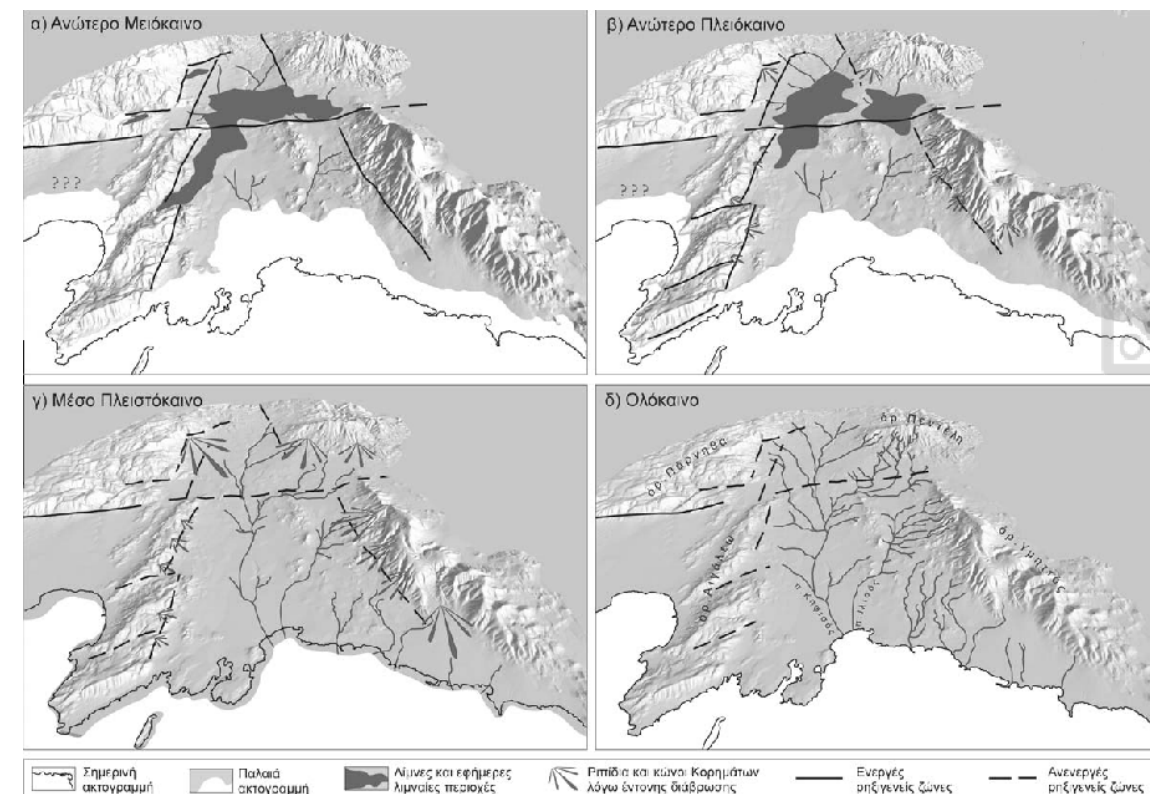 α) Ανώτερο Μειόκαινο
???
β) Ανώτερο Πλειόκαινο
???
γ) Μέσο Πλειστόκαινο
δ) Ολόκαινο
όρ. Πάρνηθα
όρ. Πεντέλη
όρ. Αιγάλεω
όρ. Υμηττός
Κηφισός
π. Ιλισός
Σημερινή
ακτογραμμή
Παλαιά
ακτογραμμή
Λίμνες και εφήμερες
λιμναίες περιοχές
Ριπίδια και κώνοι Κορημάτων
λόγω έντονης διάβρωσης
Ενεργές
ρηξιγενείς ζώνες
Ανενεργές
ρηξιγενείς ζώνες